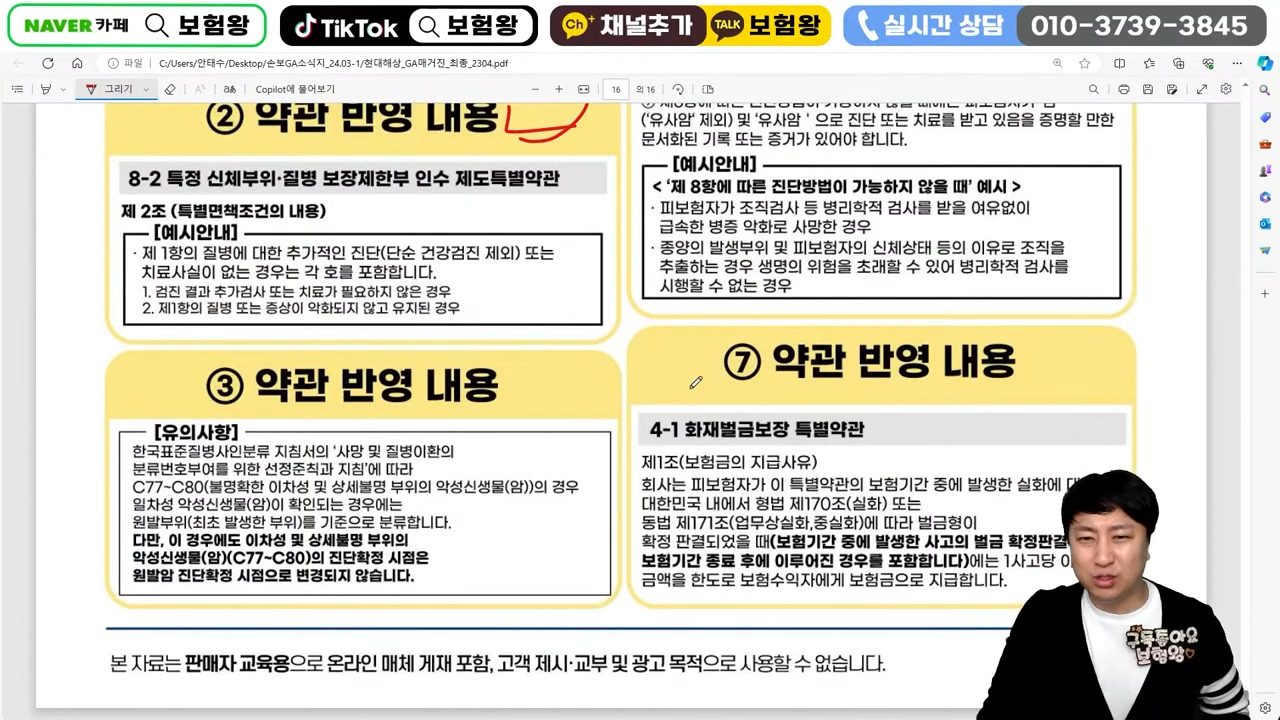 NAVER 카페 보험왕
TikTok 보험왕
Ch+ 채널추가 TALK 보험왕
실시간 상담 010-3739-3845
파일 C:/Users/안태수/Desktop/손보GA소식지_24.03-1/현대해상_GA매거진_최종_2304.pdf
그리기 Copilot에 물어보기 16 의 16
② 약관 반영 내용
8-2 특정 신체부위·질병 보장제한부 인수 제도특별약관
제 2조 (특별면책조건의 내용)
[예시안내]
· 제 1항의 질병에 대한 추가적인 진단(단순 건강검진 제외) 또는
치료사실이 없는 경우는 각 호를 포함합니다.
1. 검진 결과 추가검사 또는 치료가 필요하지 않은 경우
2. 제1항의 질병 또는 증상이 악화되지 않고 유지된 경우
③ 약관 반영 내용
[유의사항]
한국표준질병사인분류 지침서의 '사망 및 질병이환의
분류번호부여를 위한 선정준칙과 지침'에 따라
C77~C80(불명확한 이차성 및 상세불명 부위의 악성신생물(암))의 경우
일차성 악성신생물(암)이 확인되는 경우에는
원발부위(최초 발생한 부위)를 기준으로 분류합니다.
다만, 이 경우에도 이차성 및 상세불명 부위의
악성신생물(암)(C77~C80)의 진단확정 시점은
원발암 진단확정 시점으로 변경되지 않습니다.
('유사암' 제외) 및 '유사암' 으로 진단 또는 치료를 받고 있음을 증명할 만한
문서화된 기록 또는 증거가 있어야 합니다.
[예시안내]
< '제 8항에 따른 진단방법이 가능하지 않을 때' 예시 >
· 피보험자가 조직검사 등 병리학적 검사를 받을 여유없이
급속한 병증 악화로 사망한 경우
· 종양의 발생부위 및 피보험자의 신체상태 등의 이유로 조직을
추출하는 경우 생명의 위험을 초래할 수 있어 병리학적 검사를
시행할 수 없는 경우
⑦ 약관 반영 내용
4-1 화재벌금보장 특별약관
제1조(보험금의 지급사유)
회사는 피보험자가 이 특별약관의 보험기간 중에 발생한 실화에
대한민국 내에서 형법 제170조(실화) 또는
동법 제171조(업무상실화,중실화)에 따라 벌금형이
확정 판결되었을 때(보험기간 중에 발생한 사고의 벌금 확정판결
보험기간 종료 후에 이루어진 경우를 포함합니다)에는 1사고당
금액을 한도로 보험수익자에게 보험금으로 지급합니다.
구독좋아요
보험왕
본 자료는 판매자 교육용으로 온라인 매체 게재 포함, 고객 제시·교부 및 광고 목적으로 사용할 수 없습니다.